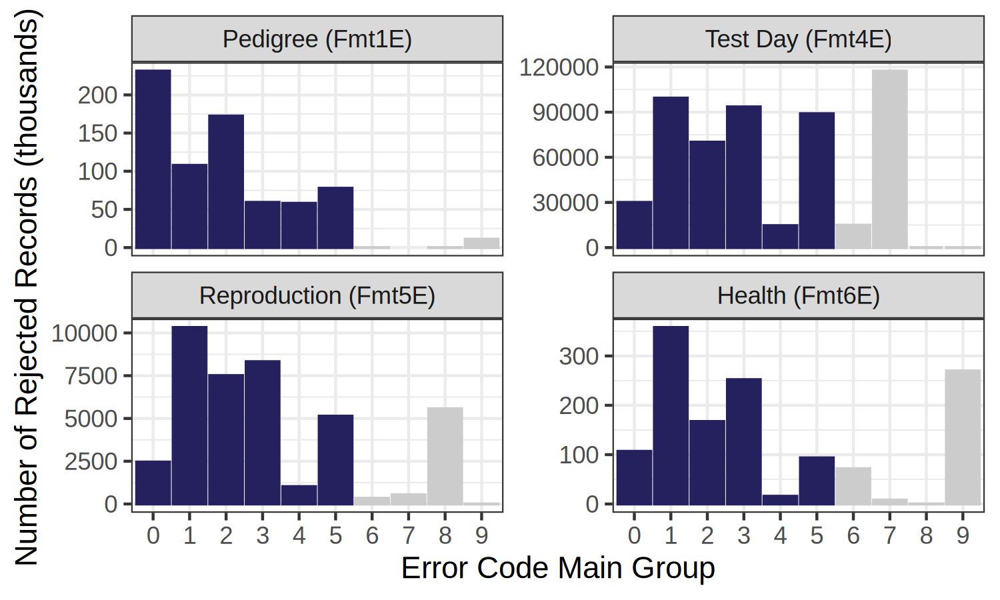 Number of Rejected Records (thousands)
Pedigree (Fmt1E)
200
150
100
50
0
Test Day (Fmt4E)
120000
90000
60000
30000
0
Reproduction (Fmt5E)
10000
7500
5000
2500
0
0 1 2 3 4 5 6 7 8 9
Health (Fmt6E)
300
200
100
0
0 1 2 3 4 5 6 7 8 9
Error Code Main Group